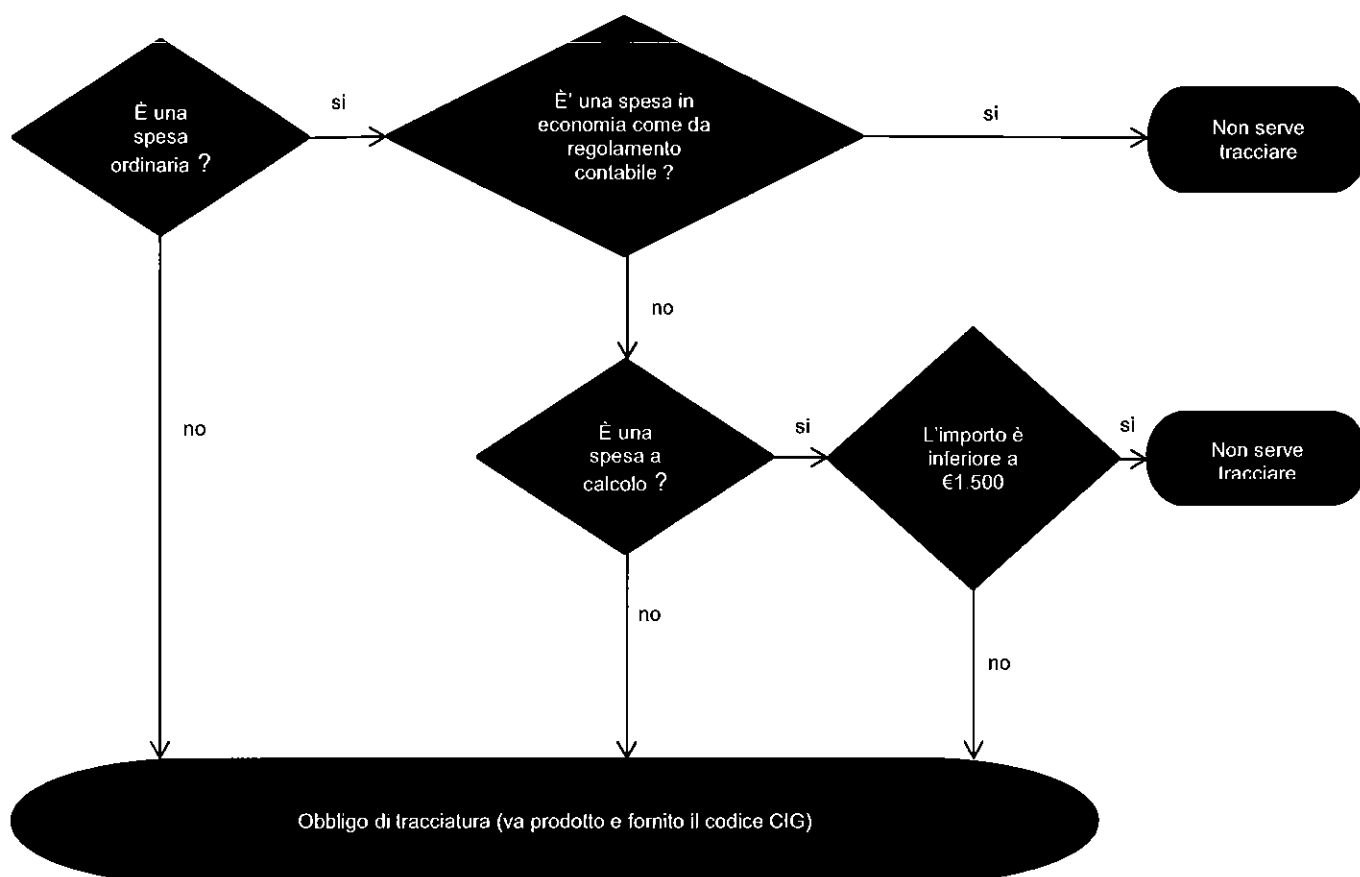 È una
spesa
ordinaria ?
si
È' una spesa in
economia come da
regolamento
contabile ?
si
Non serve
tracciare
no
no
È una
spesa a
calcolo ?
si
L'importo è
inferiore a
€1.500
si
Non serve
tracciare
no
no
Obbligo di tracciatura (va prodotto e fornito il codice CIG)